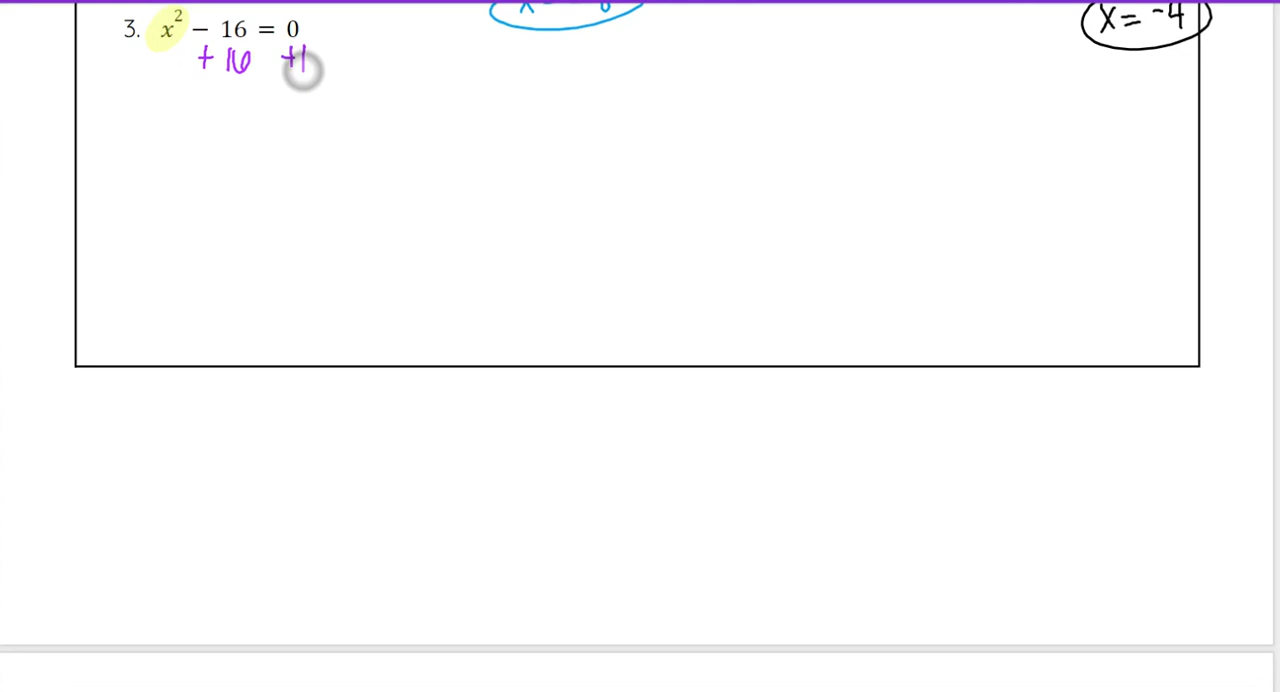 x = -4
3. x² − 16 = 0
+ 16 +1